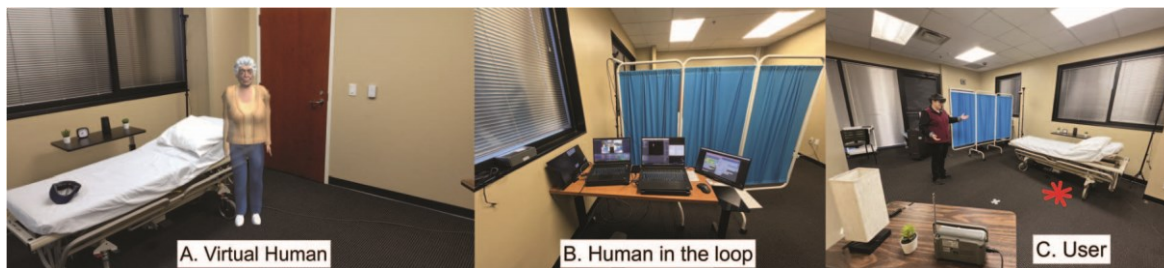 A. Virtual Human
B. Human in the loop
C. User